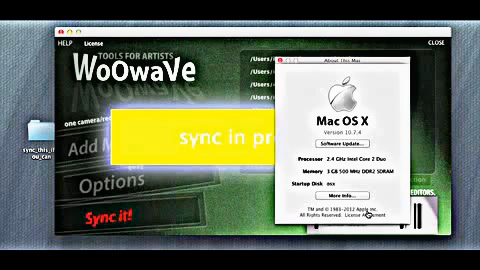 HELP
License
CLOSE
TOOLS FOR ARTISTS
WoOwaVe
/Users/
/Users/
/Users/
/Users/
one camera/re
sync in pr
Add M
Options
Sync it!
sync_this_i
ou_can
About This Mac
Mac OS X
Version 10.7.4
Software Update...
Processor 2.4 GHz Intel Core 2 Duo
Memory 3 GB 500 MHz DDR2 SDRAM
Startup Disk osx
More Info...
TM and © 1983–2012 Apple Inc.
All Rights Reserved. License Agreement
EDITORS.